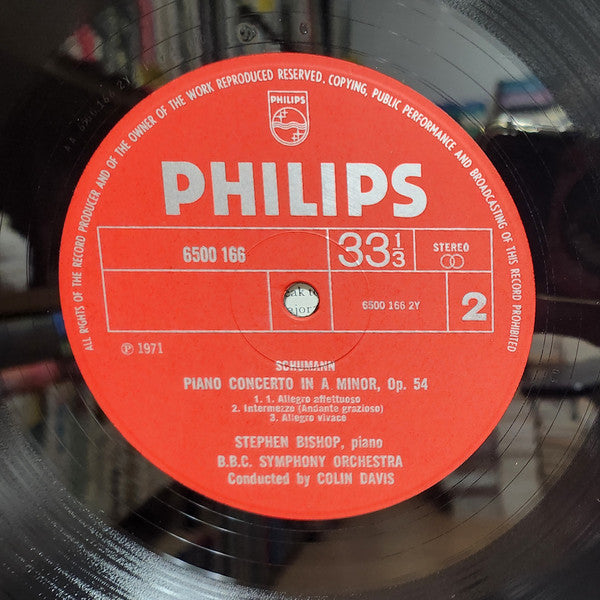 ALL RIGHTS OF THE RECORD PRODUCER AND OF THE OWNER OF THE WORK REPRODUCED RESERVED. COPYING, PUBLIC PERFORMANCE AND BROADCASTING OF THIS RECORD PROHIBITED
PHILIPS
PHILIPS
6500 166
33⅓
STEREO
6500 166 2Y
2
℗ 1971
SCHUMANN
PIANO CONCERTO IN A MINOR, Op. 54
1. 1. Allegro affettuoso
2. Intermezzo (Andante grazioso)
3. Allegro vivace
STEPHEN BISHOP, piano
B.B.C. SYMPHONY ORCHESTRA
Conducted by COLIN DAVIS